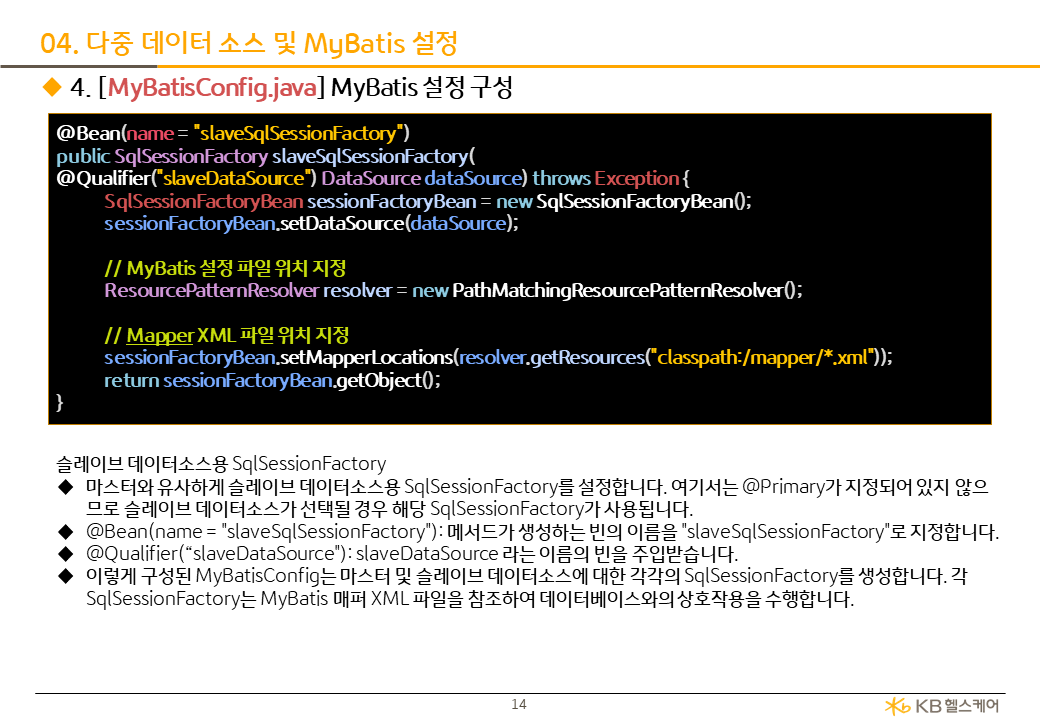 04. 다중 데이터 소스 및 MyBatis 설정
◆ 4. [MyBatisConfig.java] MyBatis 설정 구성
@Bean(name = "slaveSqlSessionFactory")
public SqlSessionFactory slaveSqlSessionFactory(
@Qualifier("slaveDataSource") DataSource dataSource) throws Exception {
SqlSessionFactoryBean sessionFactoryBean = new SqlSessionFactoryBean();
sessionFactoryBean.setDataSource(dataSource);
// MyBatis 설정 파일 위치 지정
ResourcePatternResolver resolver = new PathMatchingResourcePatternResolver();
// Mapper XML 파일 위치 지정
sessionFactoryBean.setMapperLocations(resolver.getResources("classpath:/mapper/*.xml"));
return sessionFactoryBean.getObject();
}
슬레이브 데이터소스용 SqlSessionFactory
◆ 마스터와 유사하게 슬레이브 데이터소스용 SqlSessionFactory를 설정합니다. 여기서는 @Primary가 지정되어 있지 않으
므로 슬레이브 데이터소스가 선택될 경우 해당 SqlSessionFactory가 사용됩니다.
◆ @Bean(name = "slaveSqlSessionFactory"): 메서드가 생성하는 빈의 이름을 "slaveSqlSessionFactory"로 지정합니다.
◆ @Qualifier(“slaveDataSource"): slaveDataSource 라는 이름의 빈을 주입받습니다.
◆ 이렇게 구성된 MyBatisConfig는 마스터 및 슬레이브 데이터소스에 대한 각각의 SqlSessionFactory를 생성합니다. 각
SqlSessionFactory는 MyBatis 매퍼 XML 파일을 참조하여 데이터베이스와의 상호작용을 수행합니다.
14
KB헬스케어